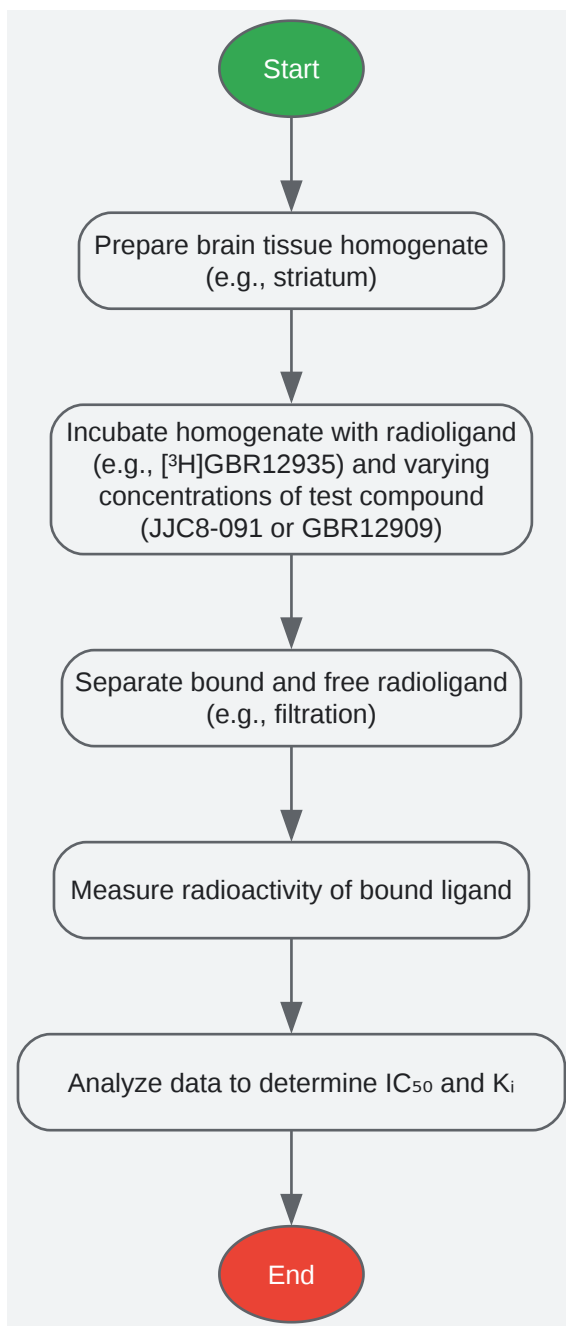 Start
Prepare brain tissue homogenate
(e.g., striatum)
Incubate homogenate with radioligand
(e.g., [³H]GBR12935) and varying
concentrations of test compound
(JJC8-091 or GBR12909)
Separate bound and free radioligand
(e.g., filtration)
Measure radioactivity of bound ligand
Analyze data to determine IC₅₀ and Kᵢ
End